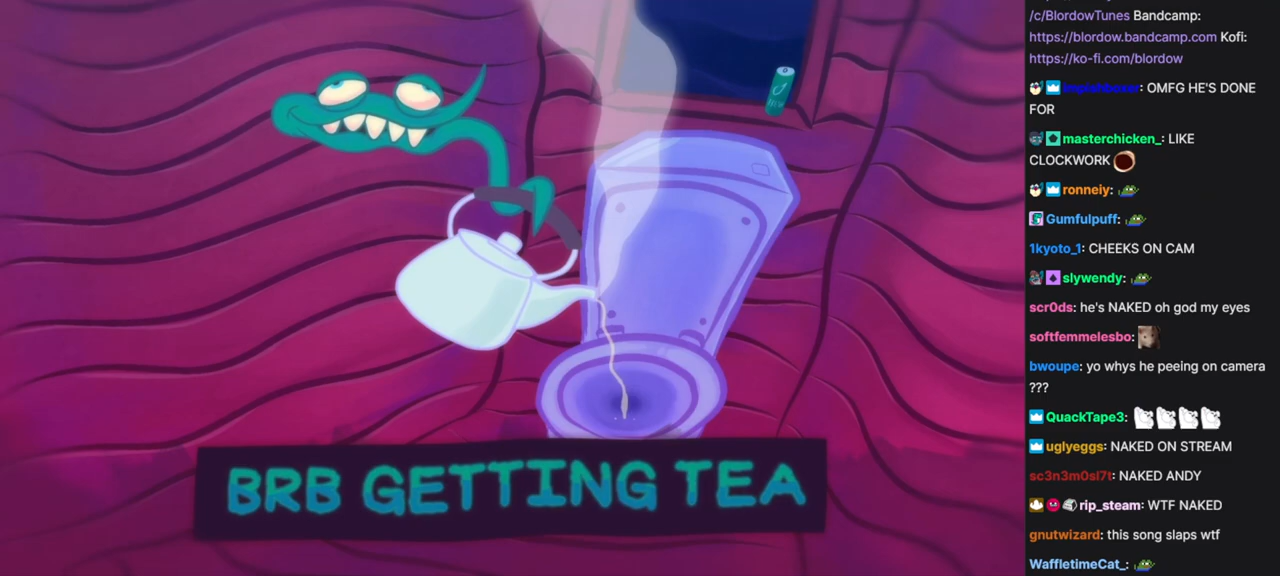 BRB GETTING TEA
/c/BlordowTunes Bandcamp:
https://blordow.bandcamp.com Kofi:
https://ko-fi.com/blordow
: OMFG HE'S DONE
FOR
masterchicken_: LIKE
CLOCKWORK
ronneiy:
Gumfulpuff:
1kyoto_1: CHEEKS ON CAM
slywendy:
scr0ds: he's NAKED oh god my eyes
softfemmelesbo:
bwoupe: yo whys he peeing on camera
???
QuackTape3:
uglyeggs: NAKED ON STREAM
sc3n3m0sl7t: NAKED ANDY
rip_steam: WTF NAKED
gnutwizard: this song slaps wtf
WaffletimeCat_: